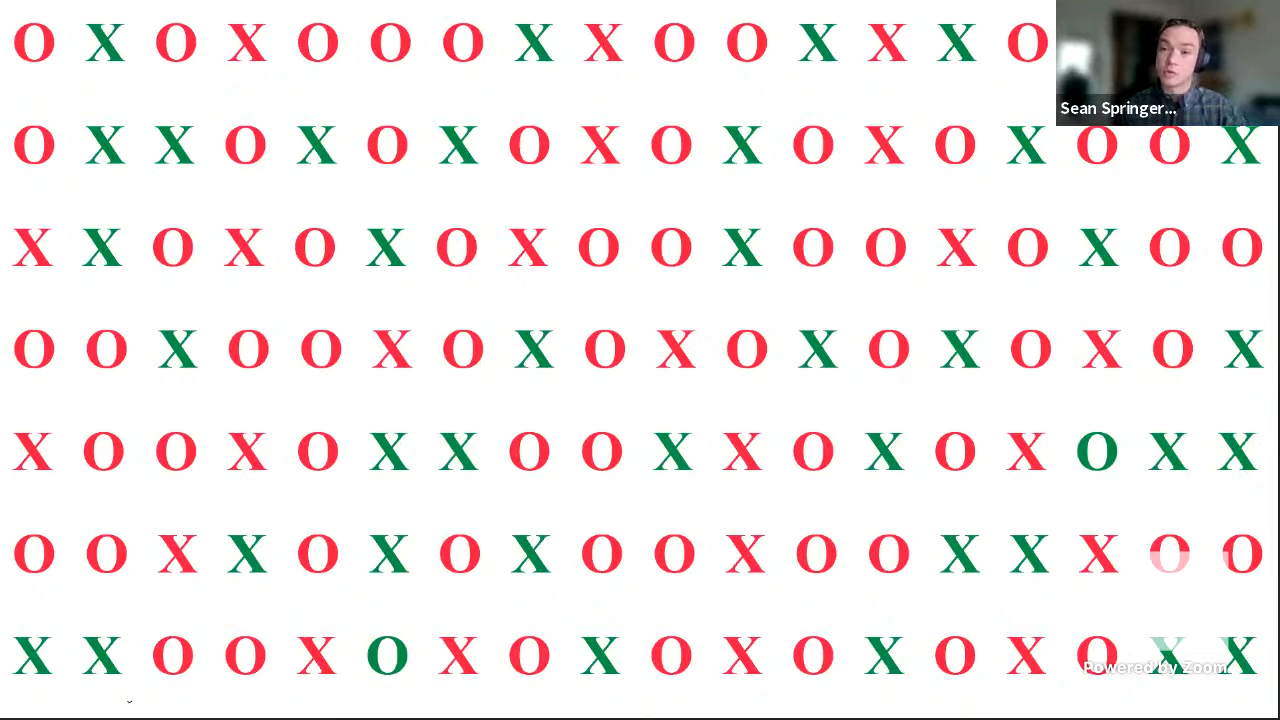 O X O X O O O X X O O X X X O
Sean Springer...
O X X O X O X O X O X O X O X O O X
X X O X O X O X O O X O O X O X O O
O O X O O X O X O X O X O X O X O X
X O O X O X X O O X X O X O X O X X
O O X X O X O X O O X O O X X X O O
X X O O X O X O X O X O X O X O X X
Powered by Zoom